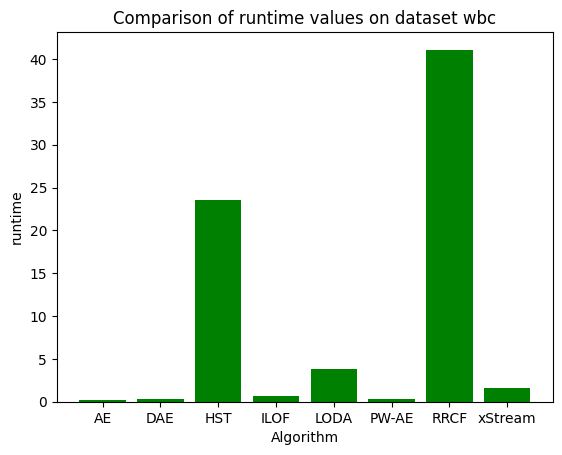 Comparison of runtime values on dataset wbc
40
35
30
25
20
15
10
5
0
runtime
AE DAE HST ILOF LODA PW-AE RRCF xStream
Algorithm